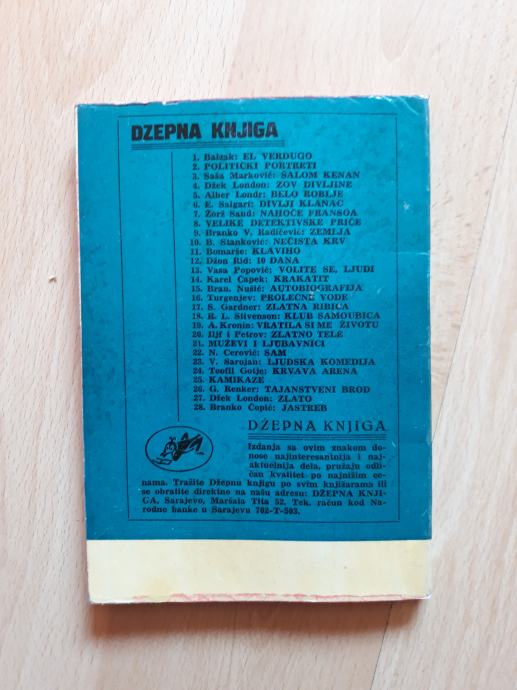 DŽEPNA KNJIGA
1. Balzak: EL VERDUGO
2. POLITIČKI PORTRETI
3. Saša Marković: SALOM KENAN
4. Džek London: ZOV DIVLJINE
5. Alber Londr: BELO ROBLJE
6. E. Salgari: DIVLJI KLANAC
7. Žorž Sand: NAHOČE FRANSOA
8. VELIKE DETEKTIVSKE PRIČE
9. Branko V. Radičević: ZEMLJA
10. B. Stanković: NEČISTA KRV
11. Bomarše: KLAVIHO
12. Džon Rid: 10 DANA
13. Vasa Popović: VOLITE SE, LJUDI
14. Karel Čapek: KRAKATIT
15. Bran. Nušić: AUTOBIOGRAFIJA
16. Turgenjev: PROLEĆNE VODE
17. S. Gardner: ZLATNA RIBICA
18. R. L. Stivenson: KLUB SAMOUBICA
19. A. Kronin: VRATILA SI ME ŽIVOTU
20. Iljf i Petrov: ZLATNO TELE
21. MUŽEVI I LJUBAVNICI
22. N. Cerović: SAM
23. V. Sarojan: LJUDSKA KOMEDIJA
24. Teofil Gotje: KRVAVA ARENA
25. KAMIKAZE
26. G. Renker: TAJANSTVENI BROD
27. Džek London: ZLATO
28. Branko Ćopić: JASTREB
DŽEPNA KNJIGA
Izdanja sa ovim znakom do-
nose najinteresantnija i naj-
aktuelnija dela, pružaju odli-
čan kvalitet po najnižim ce-
nama. Tražite Džepnu knjigu po svim knjižarama ili
se obratite direktno na našu adresu: DŽEPNA KNJI-
GA, Sarajevo, Maršala Tita 52. Tek. račun kod Na-
rodne banke u Sarajevu 702-T-503.